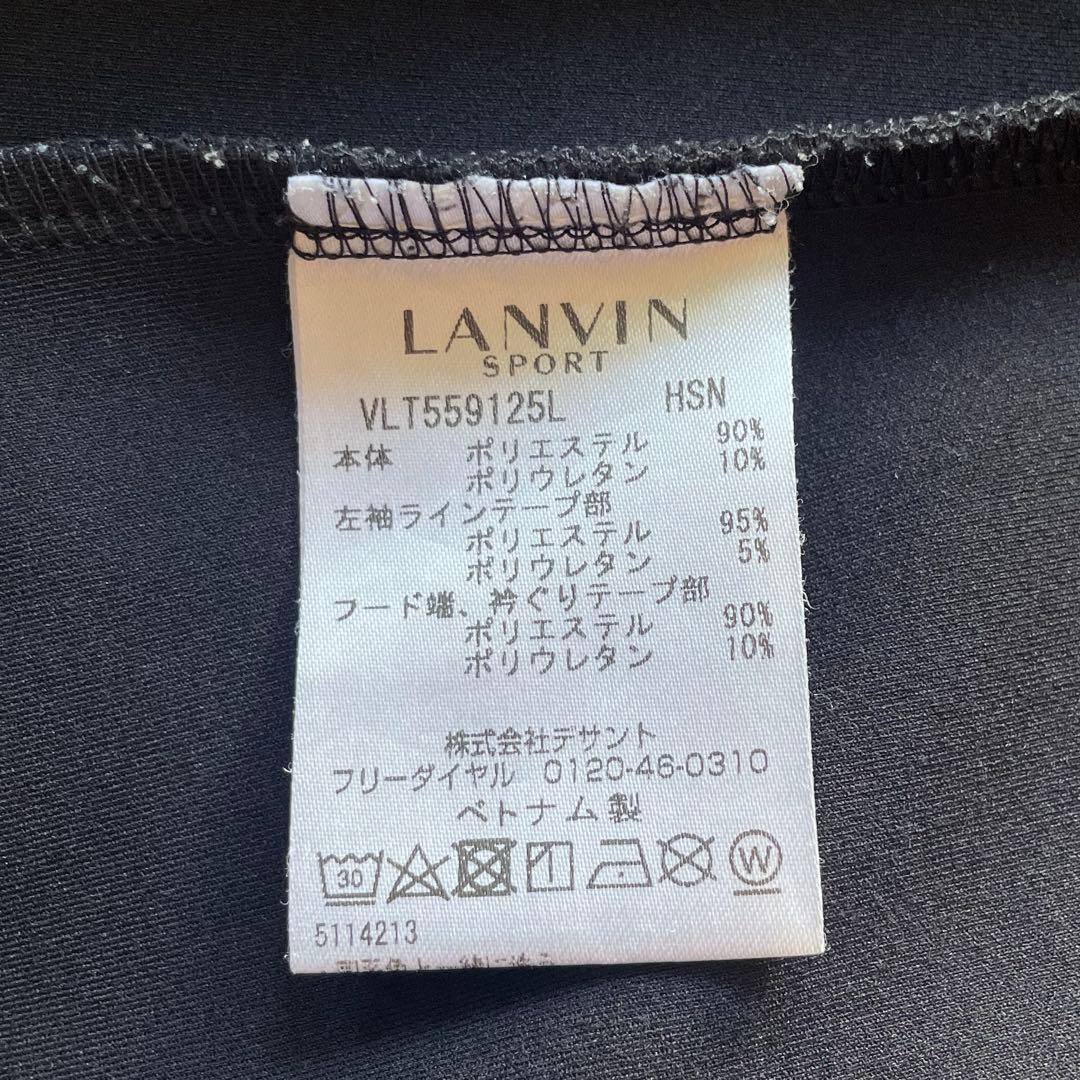 LANVIN
SPORT
VLT559125L HSN
本体 ポリエステル 90%
ポリウレタン 10%
左袖ラインテープ部
ポリエステル 95%
ポリウレタン 5%
フード端、衿ぐりテープ部
ポリエステル 90%
ポリウレタン 10%
株式会社デサント
フリーダイヤル 0120-46-0310
ベトナム製
30
W
5114213